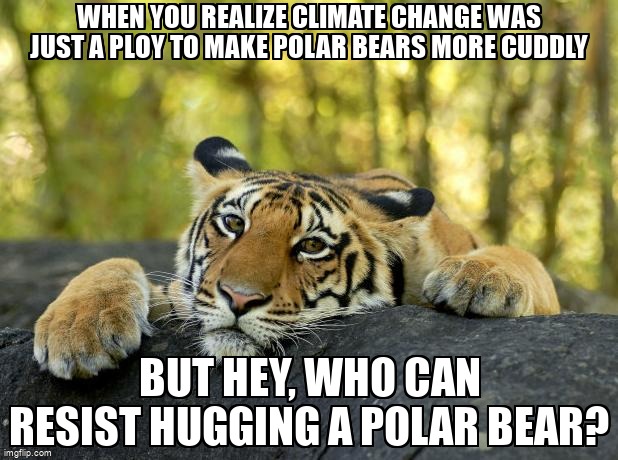 WHEN YOU REALIZE CLIMATE CHANGE WAS
JUST A PLOY TO MAKE POLAR BEARS MORE CUDDLY
BUT HEY, WHO CAN
RESIST HUGGING A POLAR BEAR?
imgflip.com